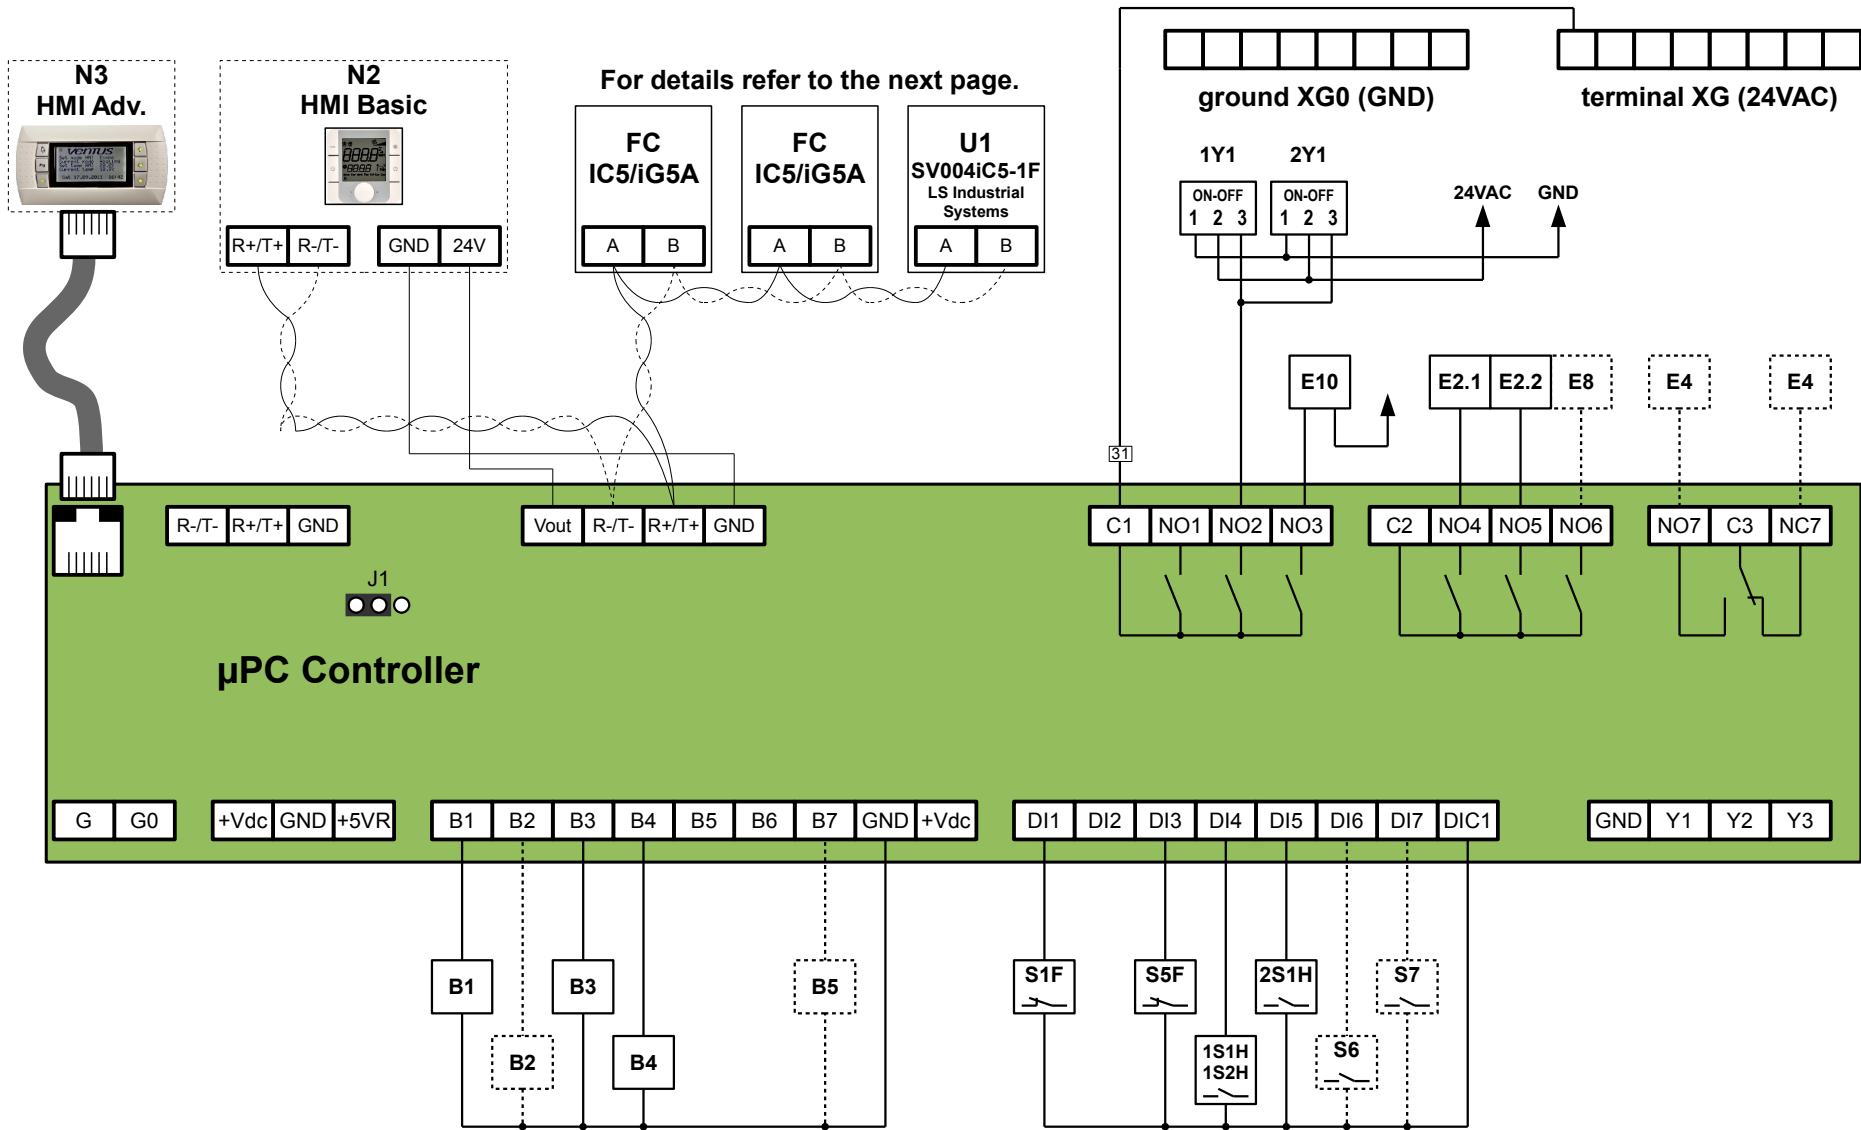 N3
HMI Adv.
N2
HMI Basic
For details refer to the next page.
ground XG0 (GND)
terminal XG (24VAC)
VENTUS
FC
IC5/iG5A
FC
IC5/iG5A
U1
SV004iC5-1F
LS Industrial
Systems
1Y1
2Y1
ON-OFF
1 2 3
ON-OFF
1 2 3
24VAC
GND
R+/T+
R-/T-
GND
24V
A
B
A
B
A
B
E10
E2.1
E2.2
E8
E4
E4
31
R-/T-
R+/T+
GND
Vout
R-/T-
R+/T+
GND
C1
NO1
NO2
NO3
C2
NO4
NO5
NO6
NO7
C3
NC7
J1
µPC Controller
G
G0
+Vdc
GND
+5VR
B1
B2
B3
B4
B5
B6
B7
GND
+Vdc
DI1
DI2
DI3
DI4
DI5
DI6
DI7
DIC1
GND
Y1
Y2
Y3
B1
B3
B5
S1F
S5F
2S1H
S7
B2
B4
1S1H
1S2H
S6